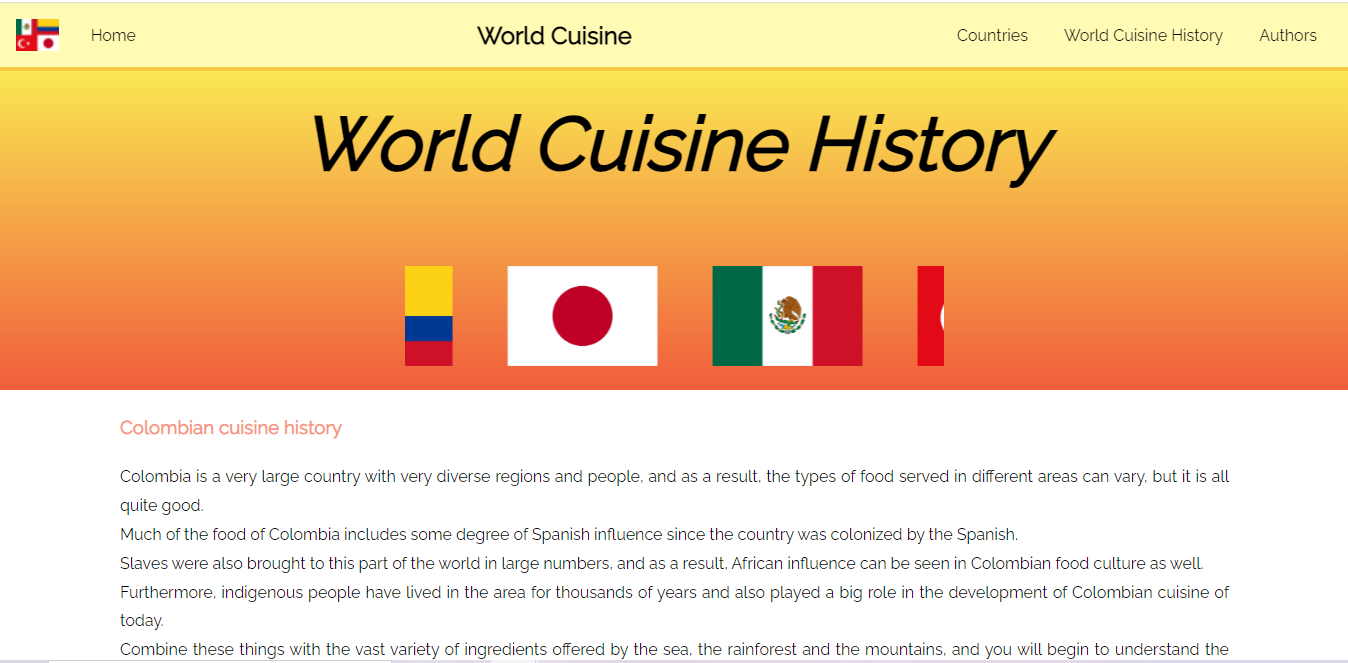 Home
World Cuisine
Countries
World Cuisine History
Authors
World Cuisine History
Colombian cuisine history
Colombia is a very large country with very diverse regions and people, and as a result, the types of food served in different areas can vary, but it is all
quite good.
Much of the food of Colombia includes some degree of Spanish influence since the country was colonized by the Spanish.
Slaves were also brought to this part of the world in large numbers, and as a result, African influence can be seen in Colombian food culture as well.
Furthermore, indigenous people have lived in the area for thousands of years and also played a big role in the development of Colombian cuisine of
today.
Combine these things with the vast variety of ingredients offered by the sea, the rainforest and the mountains, and you will begin to understand the